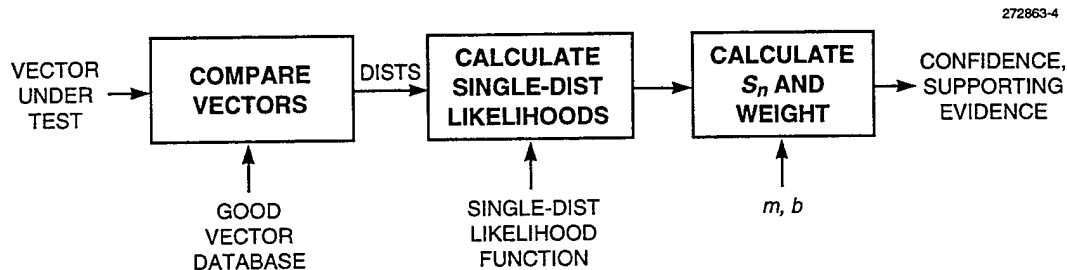 272863-4
VECTOR
UNDER
TEST
COMPARE
VECTORS
DISTS
CALCULATE
SINGLE-DIST
LIKELIHOODS
CALCULATE
Sn AND
WEIGHT
CONFIDENCE,
SUPPORTING
EVIDENCE
GOOD
VECTOR
DATABASE
SINGLE-DIST
LIKELIHOOD
FUNCTION
m, b